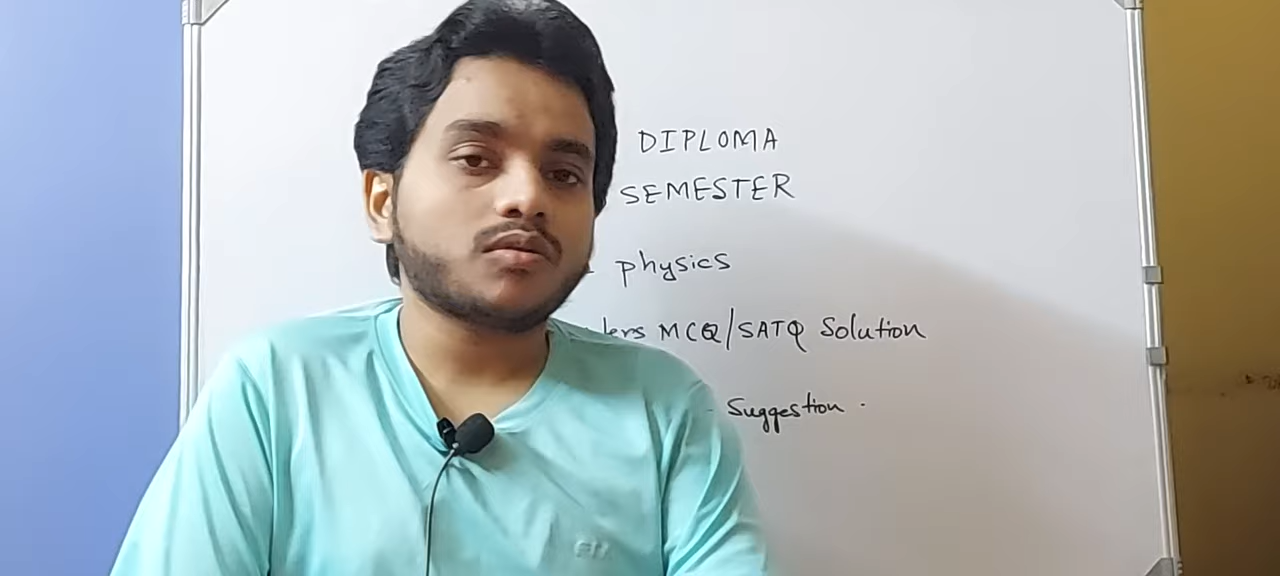 DIPLOMA
SEMESTER
physics
MCQ/SATQ Solution
Suggestion.